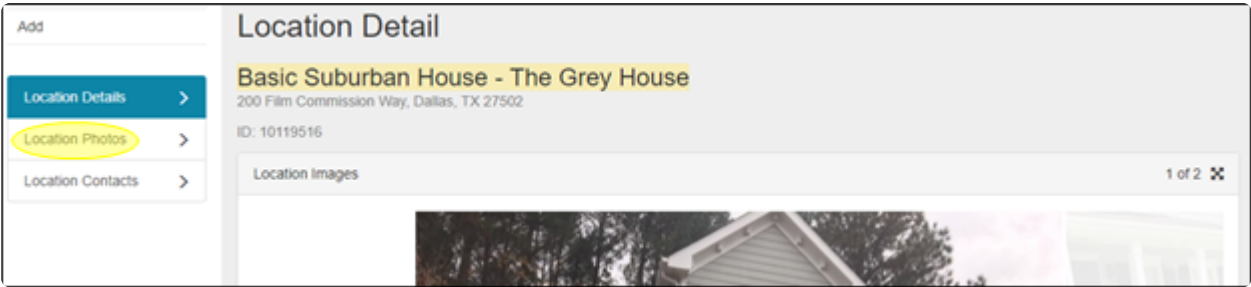 Add
Location Details
Location Photos
Location Contacts
Location Detail
Basic Suburban House - The Grey House
200 Film Commission Way, Dallas, TX 27502
ID: 10119516
Location Images
1 of 2